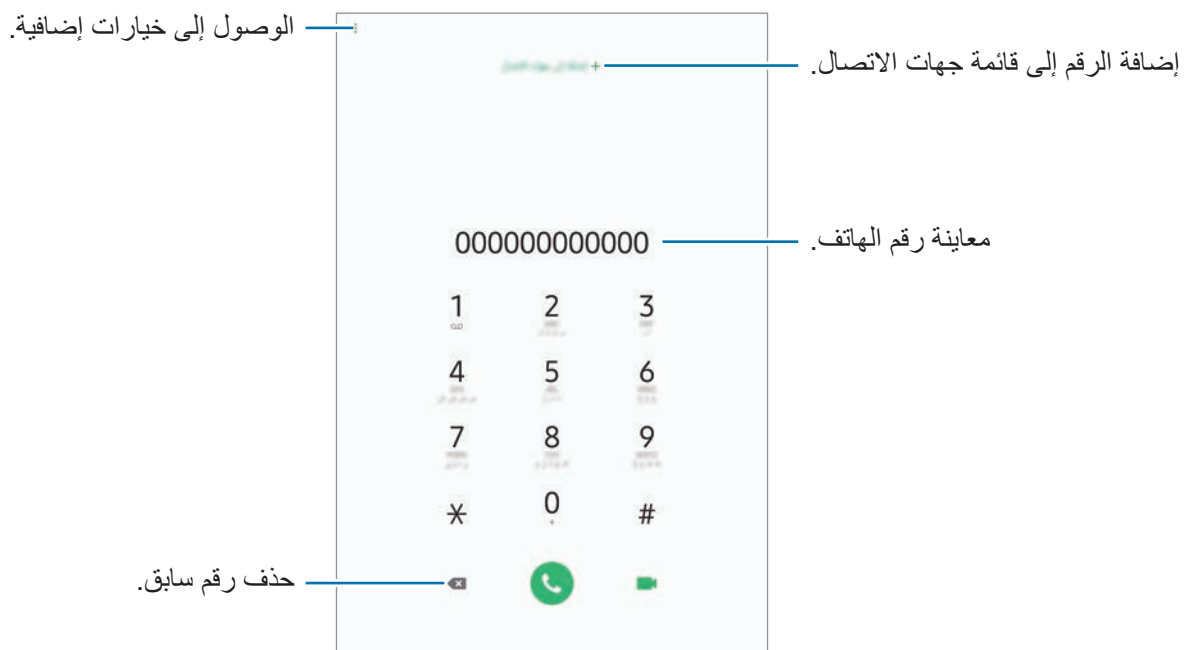 الوصول إلى خيارات إضافية.
إضافة الرقم إلى قائمة جهات الاتصال.
+
معاينة رقم الهاتف.
000000000000
1 2 3
4 5 6
7 8 9
* 0 #
+
حذف رقم سابق.